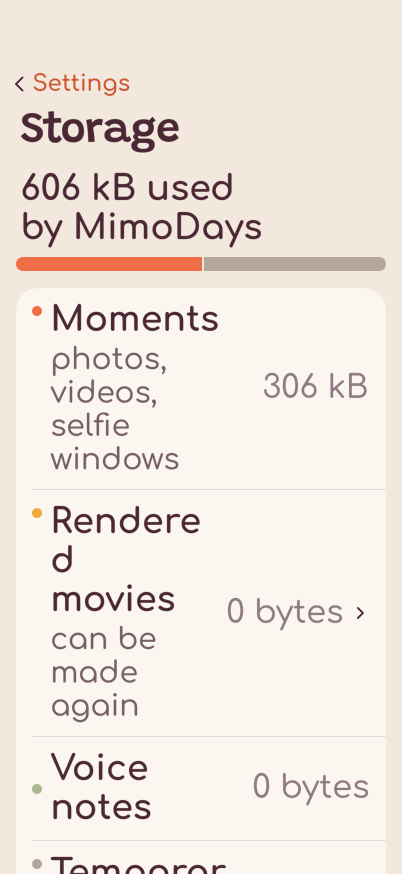 Settings
Storage
606 kB used
by MimoDays
Moments
photos,
videos,
selfie
windows
306 kB
Rendere
d
movies
can be
made
again
0 bytes
Voice
notes
0 bytes
Temporar